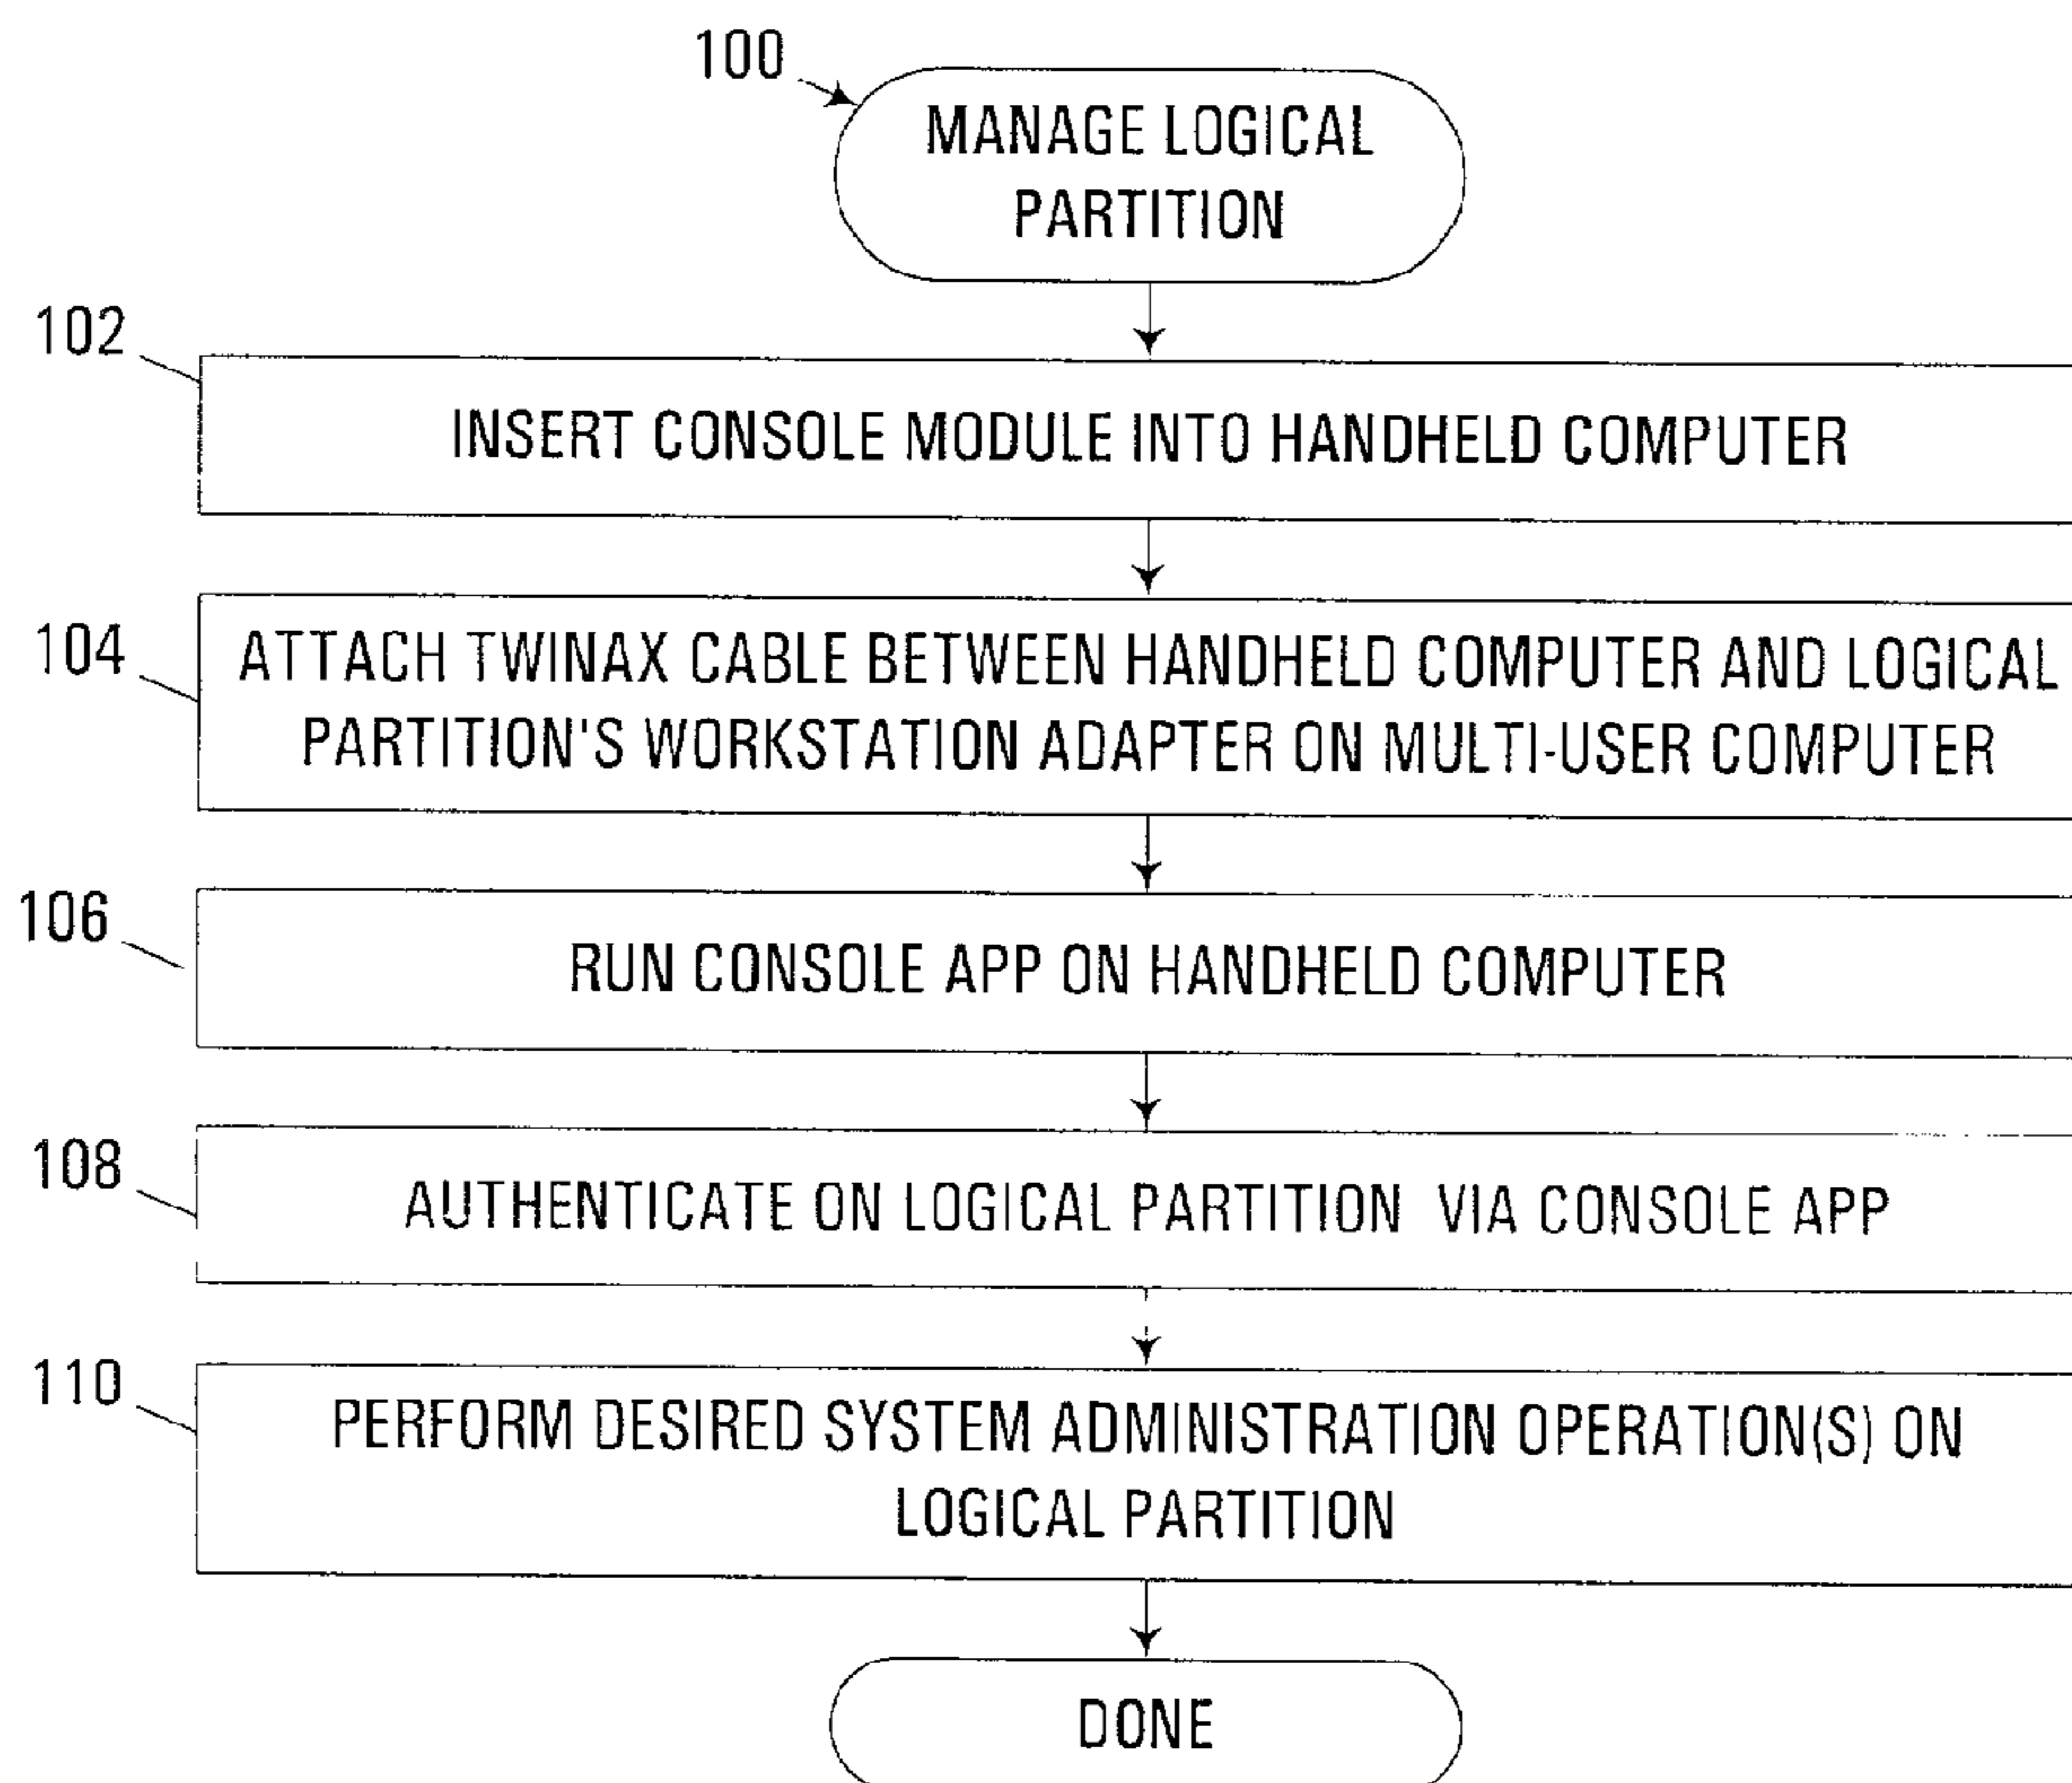 100
MANAGE LOGICAL
PARTITION
102
INSERT CONSOLE MODULE INTO HANDHELD COMPUTER
104
ATTACH TWINAX CABLE BETWEEN HANDHELD COMPUTER AND LOGICAL
PARTITION'S WORKSTATION ADAPTER ON MULTI-USER COMPUTER
106
RUN CONSOLE APP ON HANDHELD COMPUTER
108
AUTHENTICATE ON LOGICAL PARTITION VIA CONSOLE APP
110
PERFORM DESIRED SYSTEM ADMINISTRATION OPERATION(S) ON
LOGICAL PARTITION
DONE